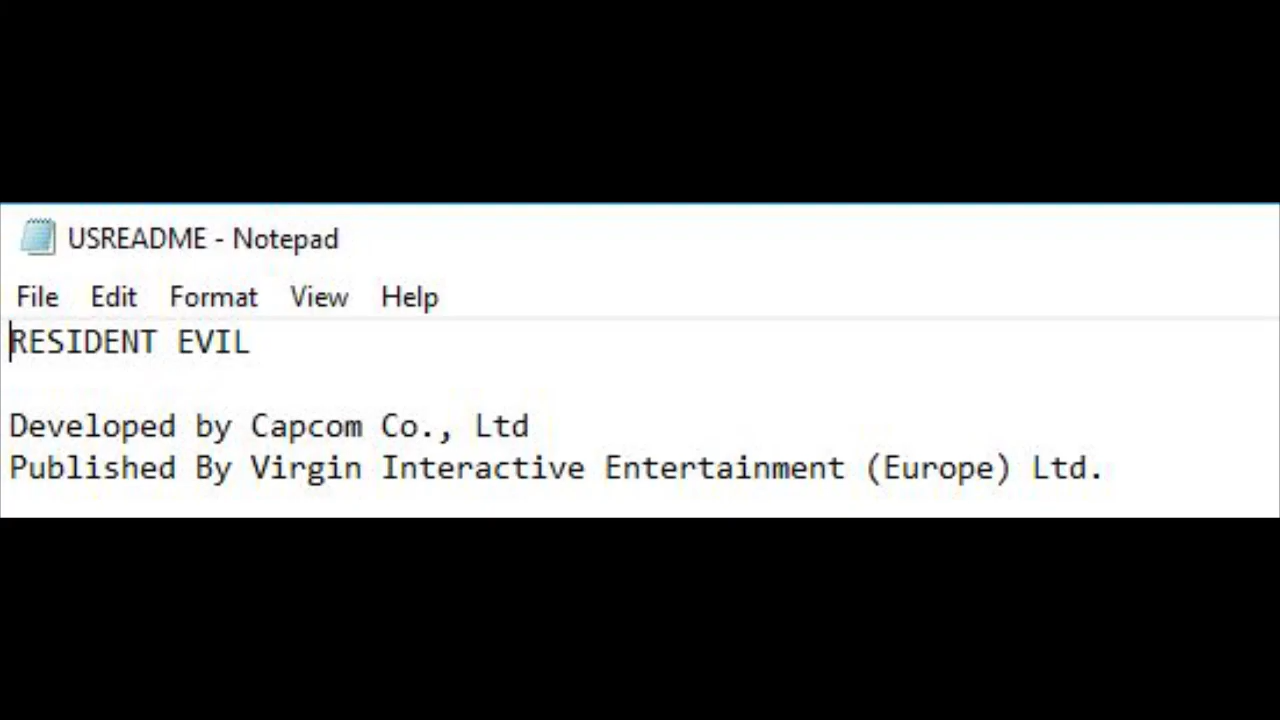 USREADME - Notepad
File Edit Format View Help
RESIDENT EVIL
Developed by Capcom Co., Ltd
Published By Virgin Interactive Entertainment (Europe) Ltd.